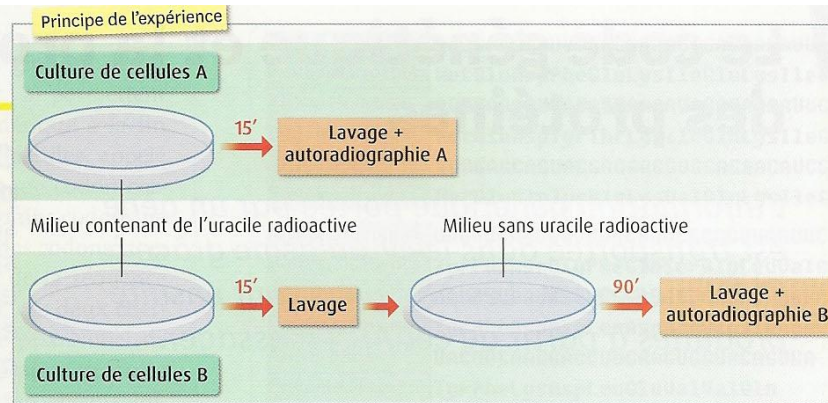 Principe de l'expérience
Culture de cellules A
15'
Lavage +
autoradiographie A
Milieu contenant de l'uracile radioactive
Milieu sans uracile radioactive
15'
Lavage
90'
Lavage +
autoradiographie B
Culture de cellules B